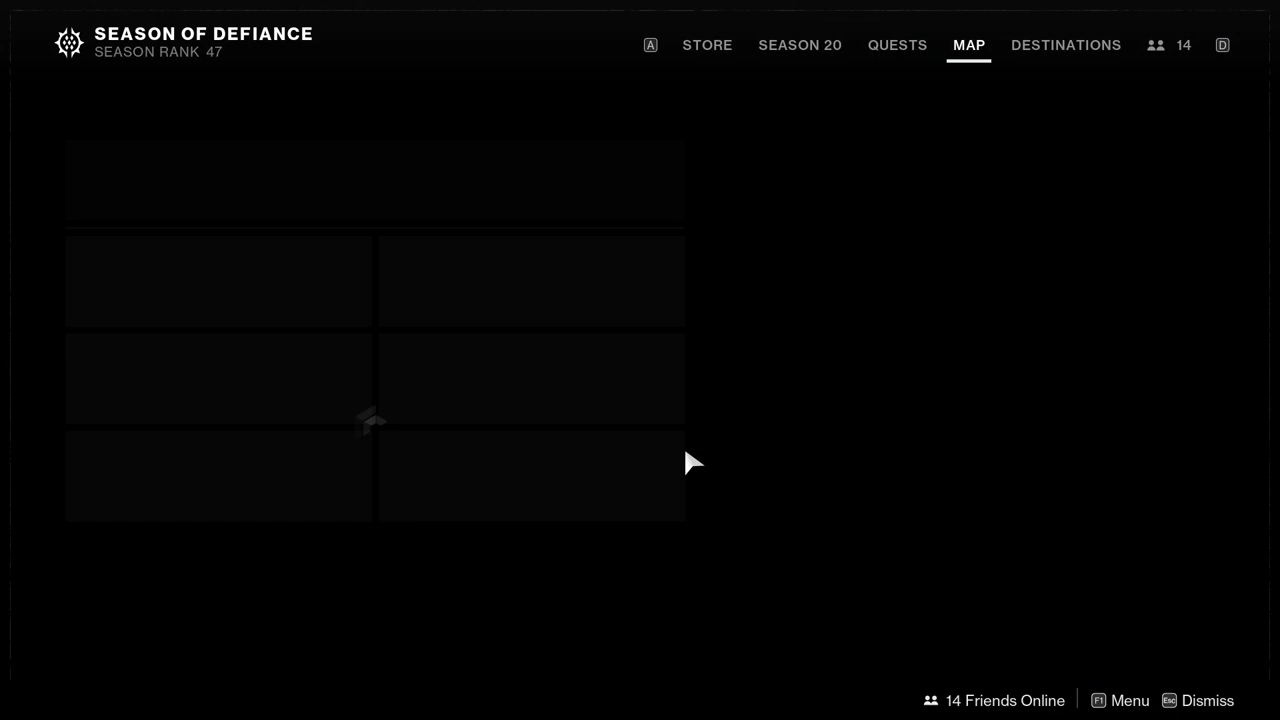 SEASON OF DEFIANCE
SEASON RANK 47
A STORE SEASON 20 QUESTS MAP DESTINATIONS 14 D
14 Friends Online F1 Menu Esc Dismiss